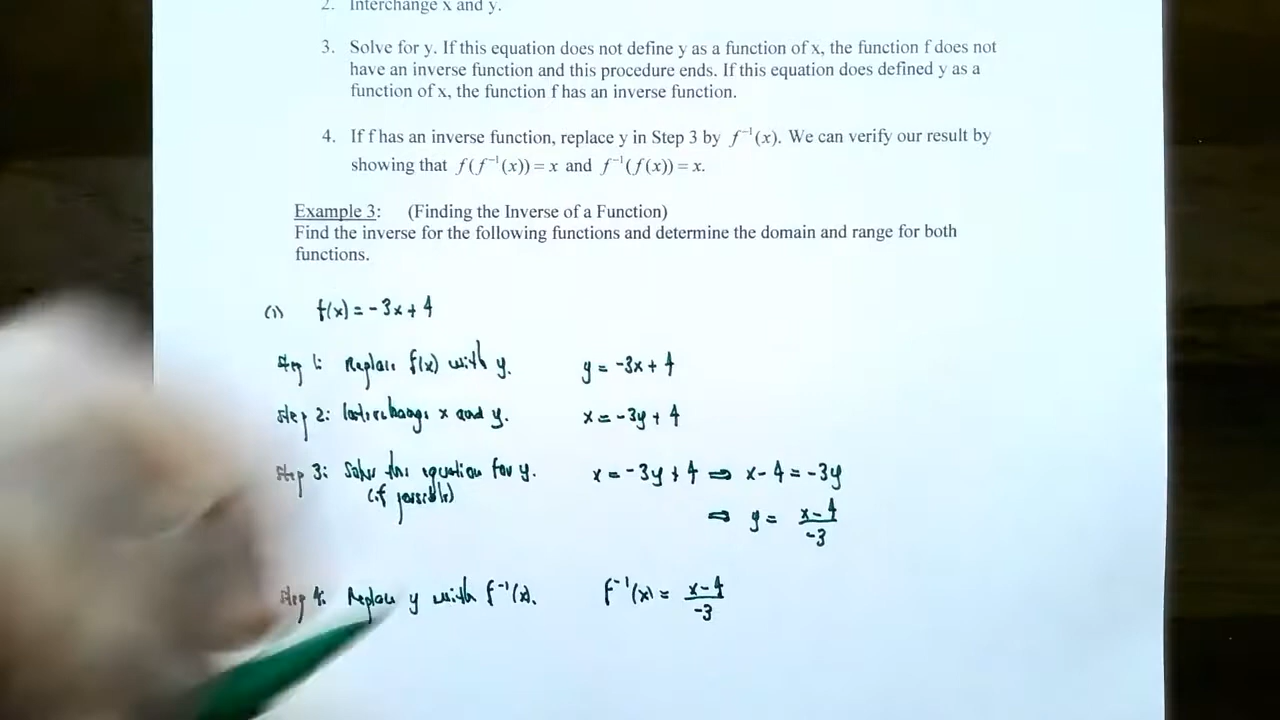 2. Interchange x and y.
3. Solve for y. If this equation does not define y as a function of x, the function f does not
have an inverse function and this procedure ends. If this equation does defined y as a
function of x, the function f has an inverse function.
4. If f has an inverse function, replace y in Step 3 by f⁻¹(x). We can verify our result by
showing that f(f⁻¹(x)) = x and f⁻¹(f(x)) = x.
Example 3: (Finding the Inverse of a Function)
Find the inverse for the following functions and determine the domain and range for both
functions.
(1) f(x) = -3x + 4
Step 1: Replace f(x) with y. y = -3x + 4
Step 2: Interchange x and y. x = -3y + 4
Step 3: Solve this equation for y. x = -3y + 4 ⇒ x - 4 = -3y
(if possible)
⇒ y = (x-4)/-3
Step 4: Replace y with f⁻¹(x). f⁻¹(x) = (x-4)/-3